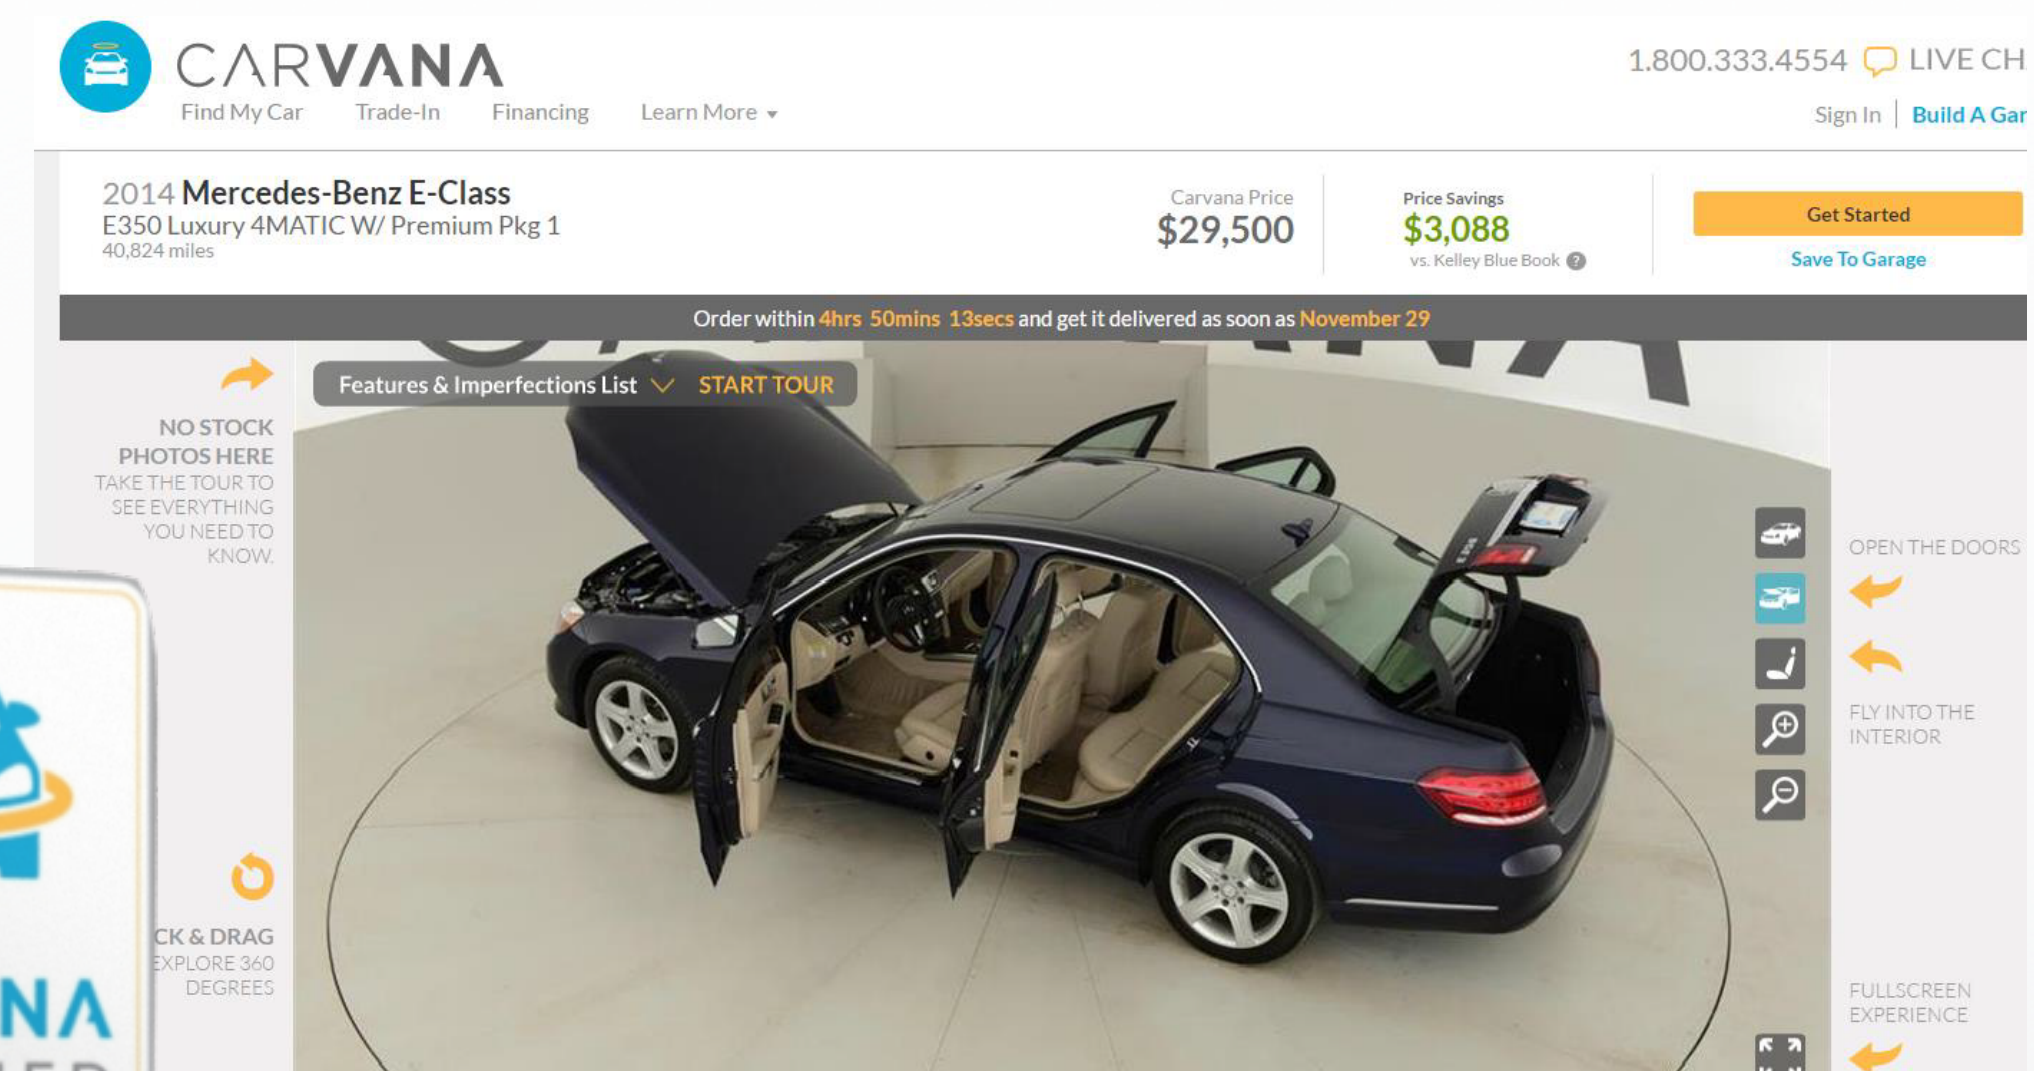 CARVANA
1.800.333.4554 LIVE CH
Find My Car Trade-In Financing Learn More
Sign In | Build A Gar
2014 Mercedes-Benz E-Class
E350 Luxury 4MATIC W/ Premium Pkg 1
40,824 miles
Carvana Price
$29,500
Price Savings
$3,088
vs. Kelley Blue Book ?
Get Started
Save To Garage
Order within 4hrs 50mins 13secs and get it delivered as soon as November 29
Features & Imperfections List START TOUR
NO STOCK
PHOTOS HERE
TAKE THE TOUR TO
SEE EVERYTHING
YOU NEED TO
KNOW.
OPEN THE DOORS
FLY INTO THE
INTERIOR
CK & DRAG
EXPLORE 360
DEGREES
FULLSCREEN
EXPERIENCE
NA